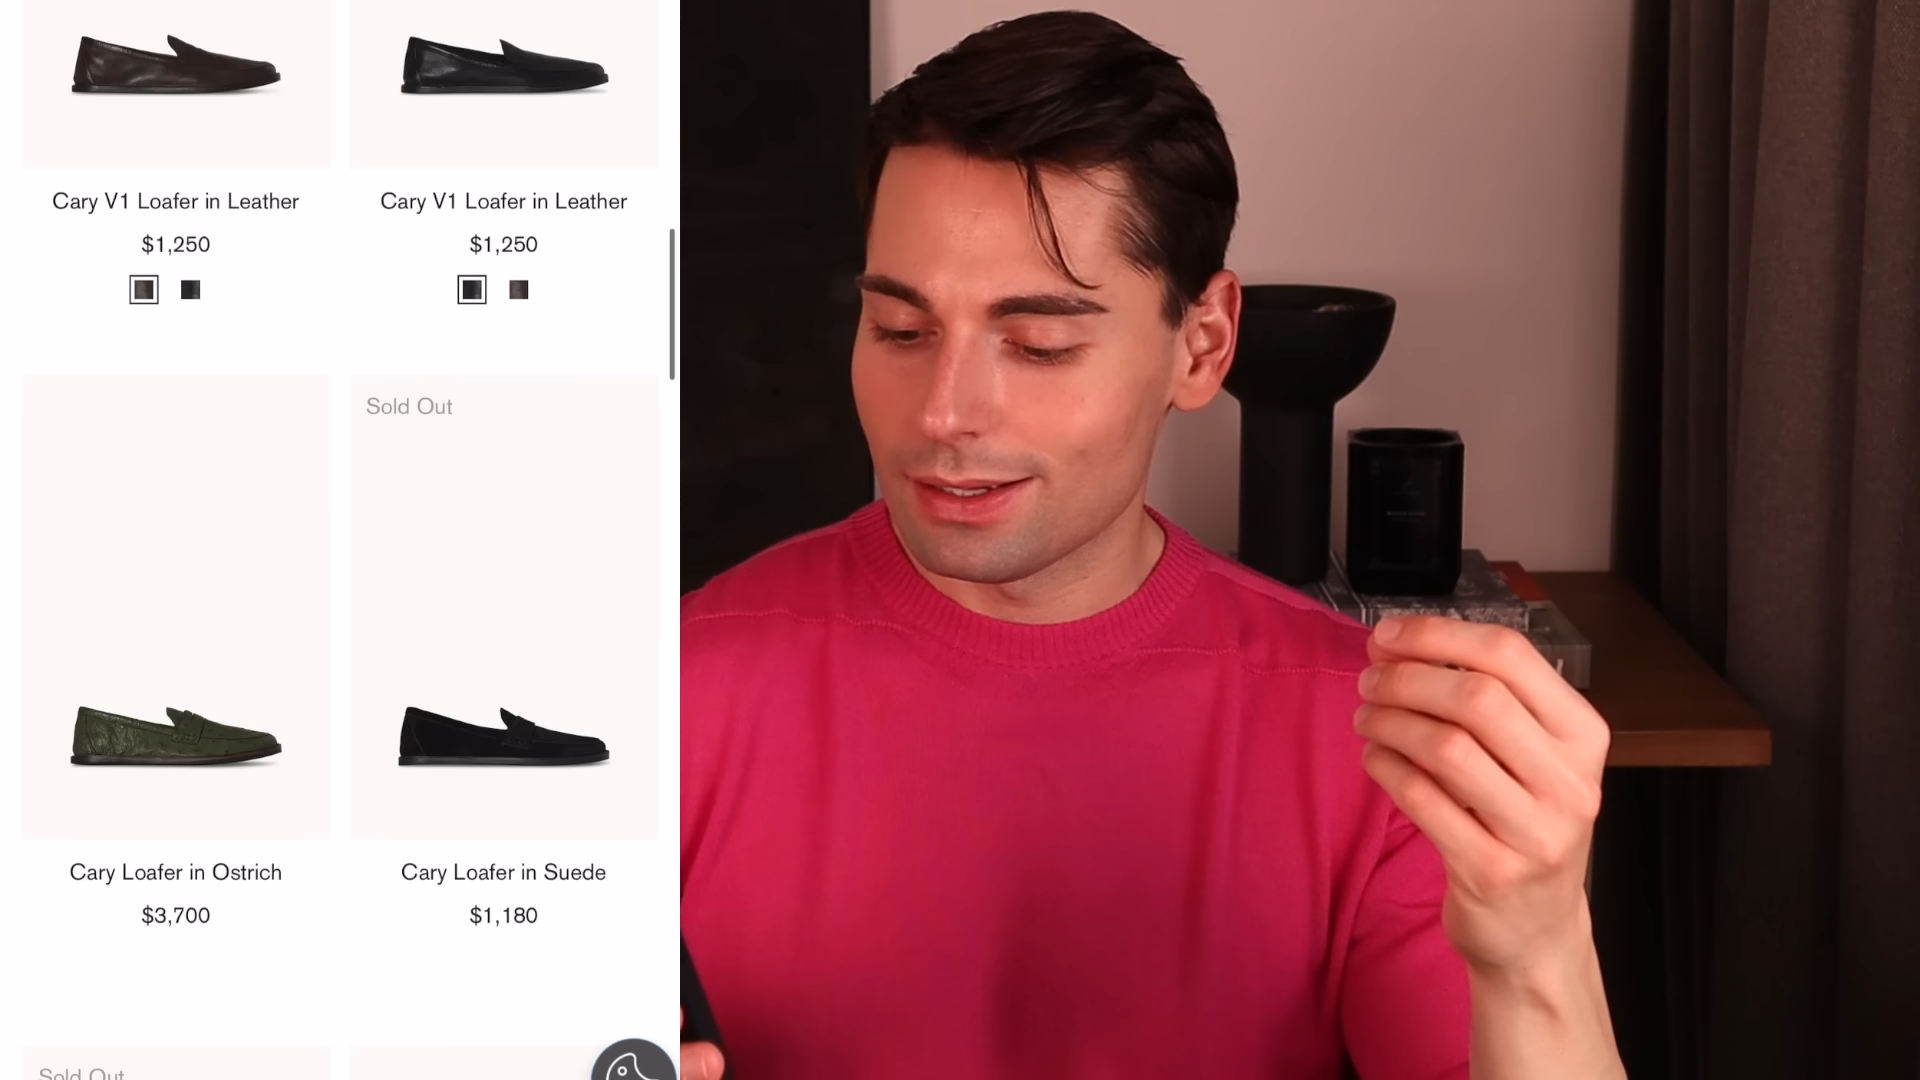 Cary V1 Loafer in Leather
$1,250
Cary V1 Loafer in Leather
$1,250
Sold Out
Cary Loafer in Ostrich
$3,700
Cary Loafer in Suede
$1,180
Sold Out